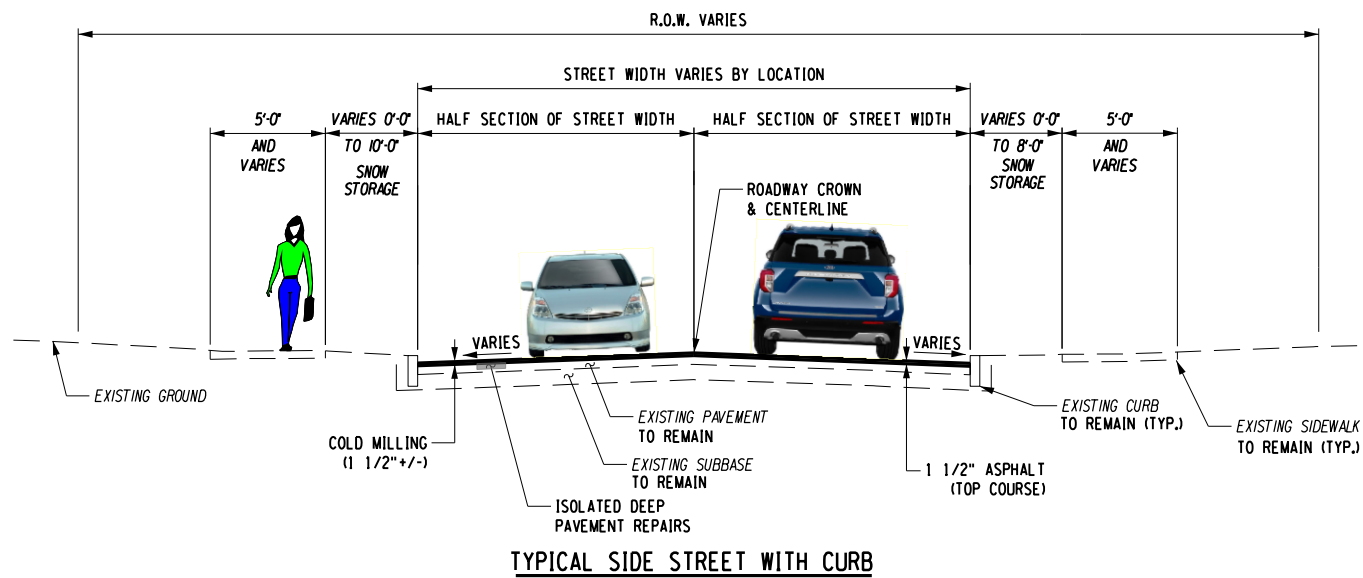 R.O.W. VARIES
STREET WIDTH VARIES BY LOCATION
5'-0"
AND
VARIES
VARIES 0'-0"
TO 10'-0"
SNOW
STORAGE
HALF SECTION OF STREET WIDTH
HALF SECTION OF STREET WIDTH
VARIES 0'-0"
TO 8'-0"
SNOW
STORAGE
5'-0"
AND
VARIES
ROADWAY CROWN
& CENTERLINE
VARIES
VARIES
EXISTING GROUND
COLD MILLING
(1 1/2"+/-)
EXISTING PAVEMENT
TO REMAIN
EXISTING SUBBASE
TO REMAIN
ISOLATED DEEP
PAVEMENT REPAIRS
1 1/2" ASPHALT
(TOP COURSE)
EXISTING CURB
TO REMAIN (TYP.)
EXISTING SIDEWALK
TO REMAIN (TYP.)
TYPICAL SIDE STREET WITH CURB